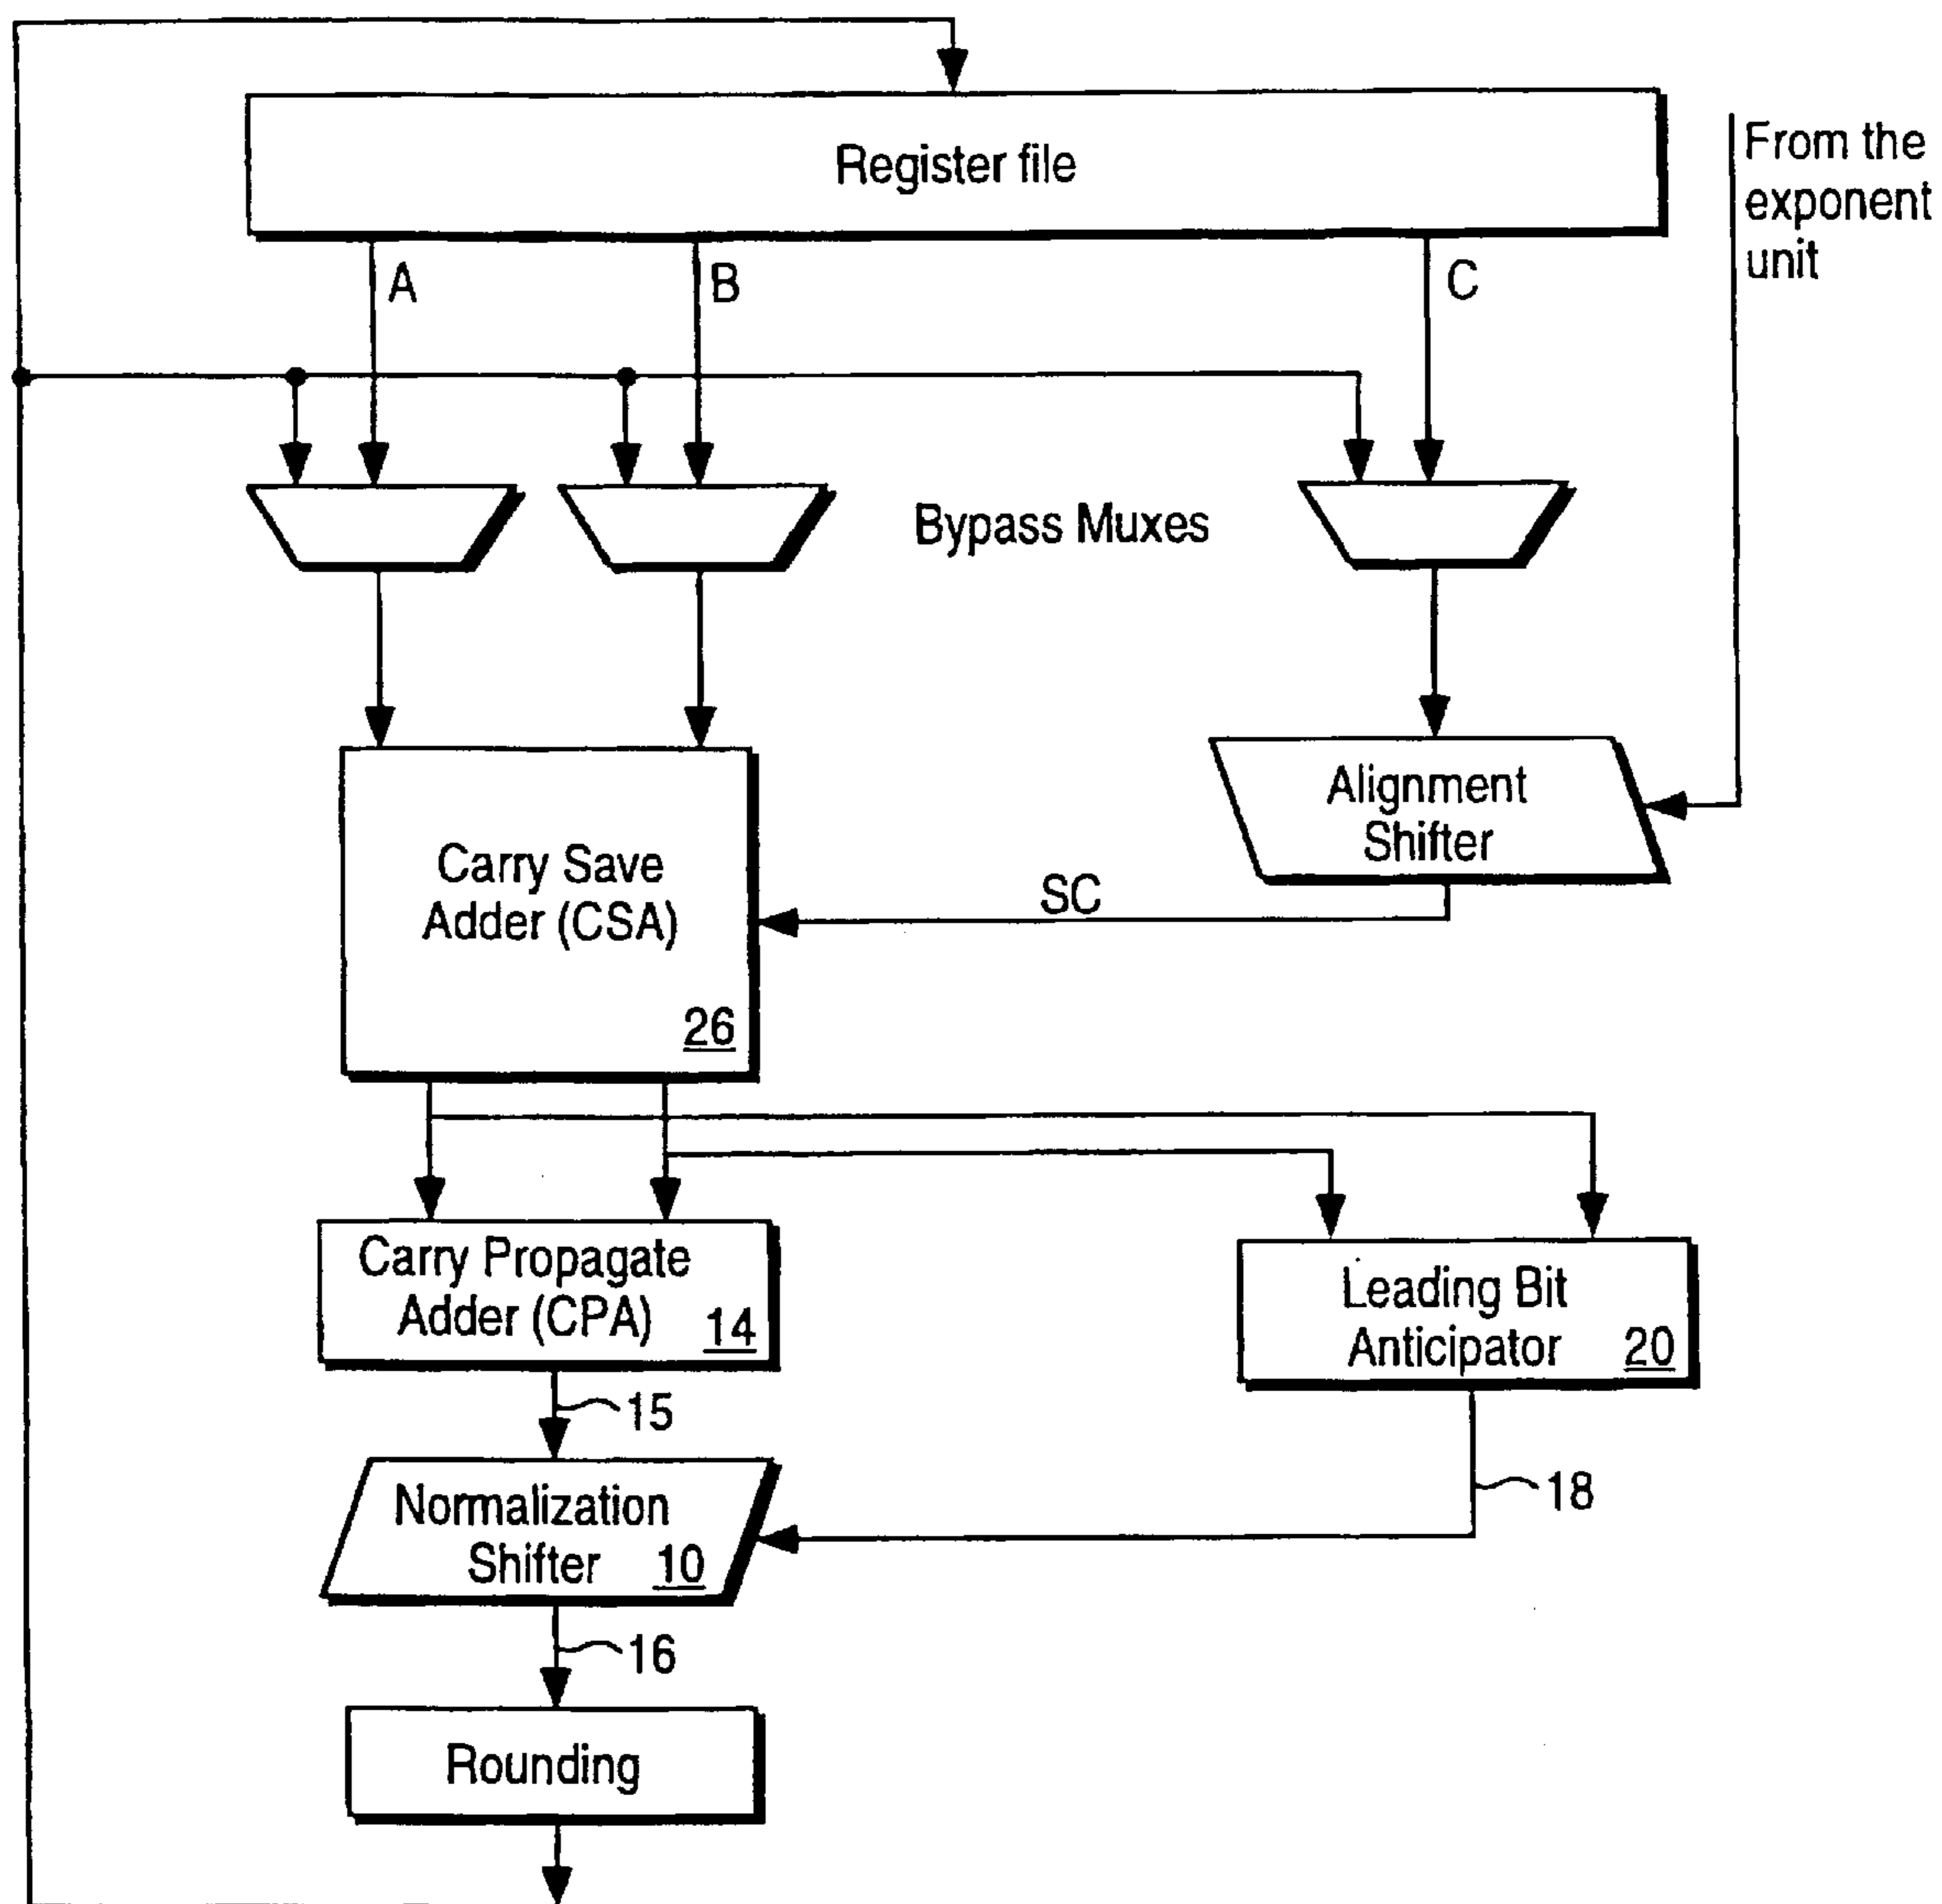 Register file
From the
exponent
unit
A
B
C
Bypass Muxes
Alignment
Shifter
Carry Save
Adder (CSA)
SC
26
Carry Propagate
Adder (CPA)
14
Leading Bit
Anticipator
20
15
18
Normalization
Shifter
10
16
Rounding